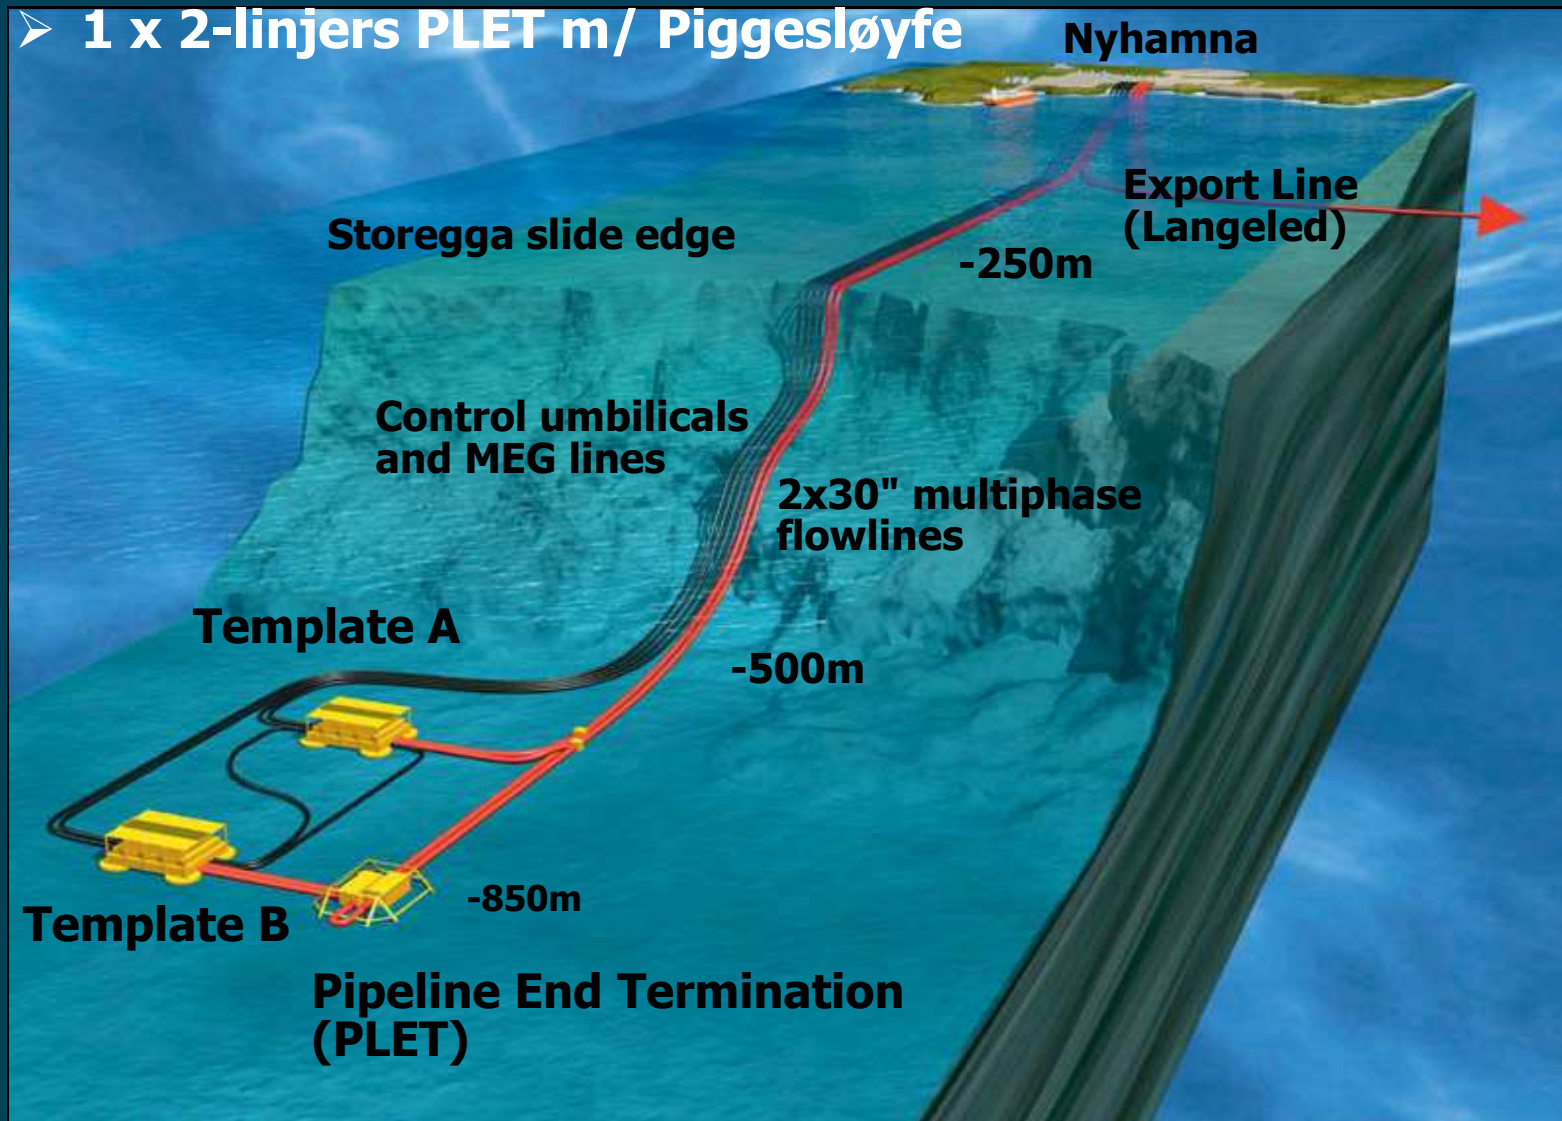 ➢ 1 x 2-linjers PLET m/ Piggesløyfe
Nyhamna
Export Line
(Langeled)
Storegga slide edge
-250m
Control umbilicals
and MEG lines
2x30" multiphase
flowlines
Template A
-500m
-850m
Template B
Pipeline End Termination
(PLET)